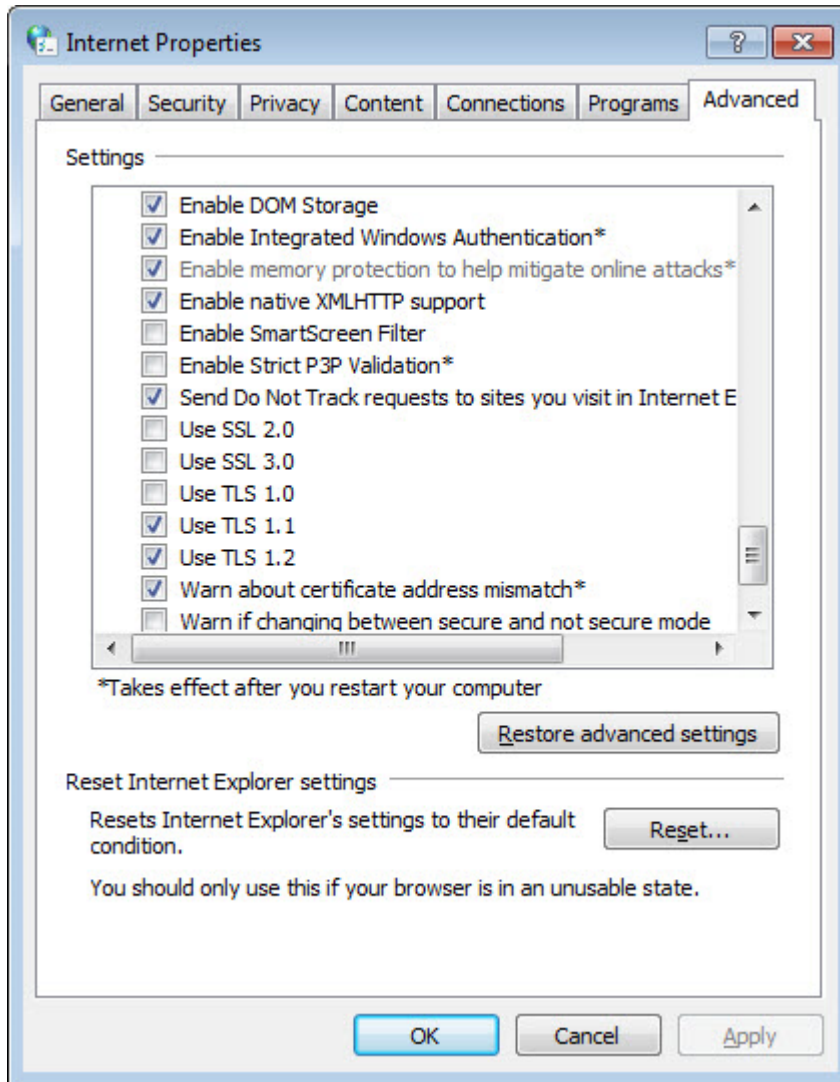 Internet Properties
General Security Privacy Content Connections Programs Advanced
Settings
Enable DOM Storage
Enable Integrated Windows Authentication*
Enable memory protection to help mitigate online attacks*
Enable native XMLHTTP support
Enable SmartScreen Filter
Enable Strict P3P Validation*
Send Do Not Track requests to sites you visit in Internet E
Use SSL 2.0
Use SSL 3.0
Use TLS 1.0
Use TLS 1.1
Use TLS 1.2
Warn about certificate address mismatch*
Warn if changing between secure and not secure mode
*Takes effect after you restart your computer
Restore advanced settings
Reset Internet Explorer settings
Resets Internet Explorer's settings to their default
condition.
Reset...
You should only use this if your browser is in an unusable state.
OK Cancel Apply